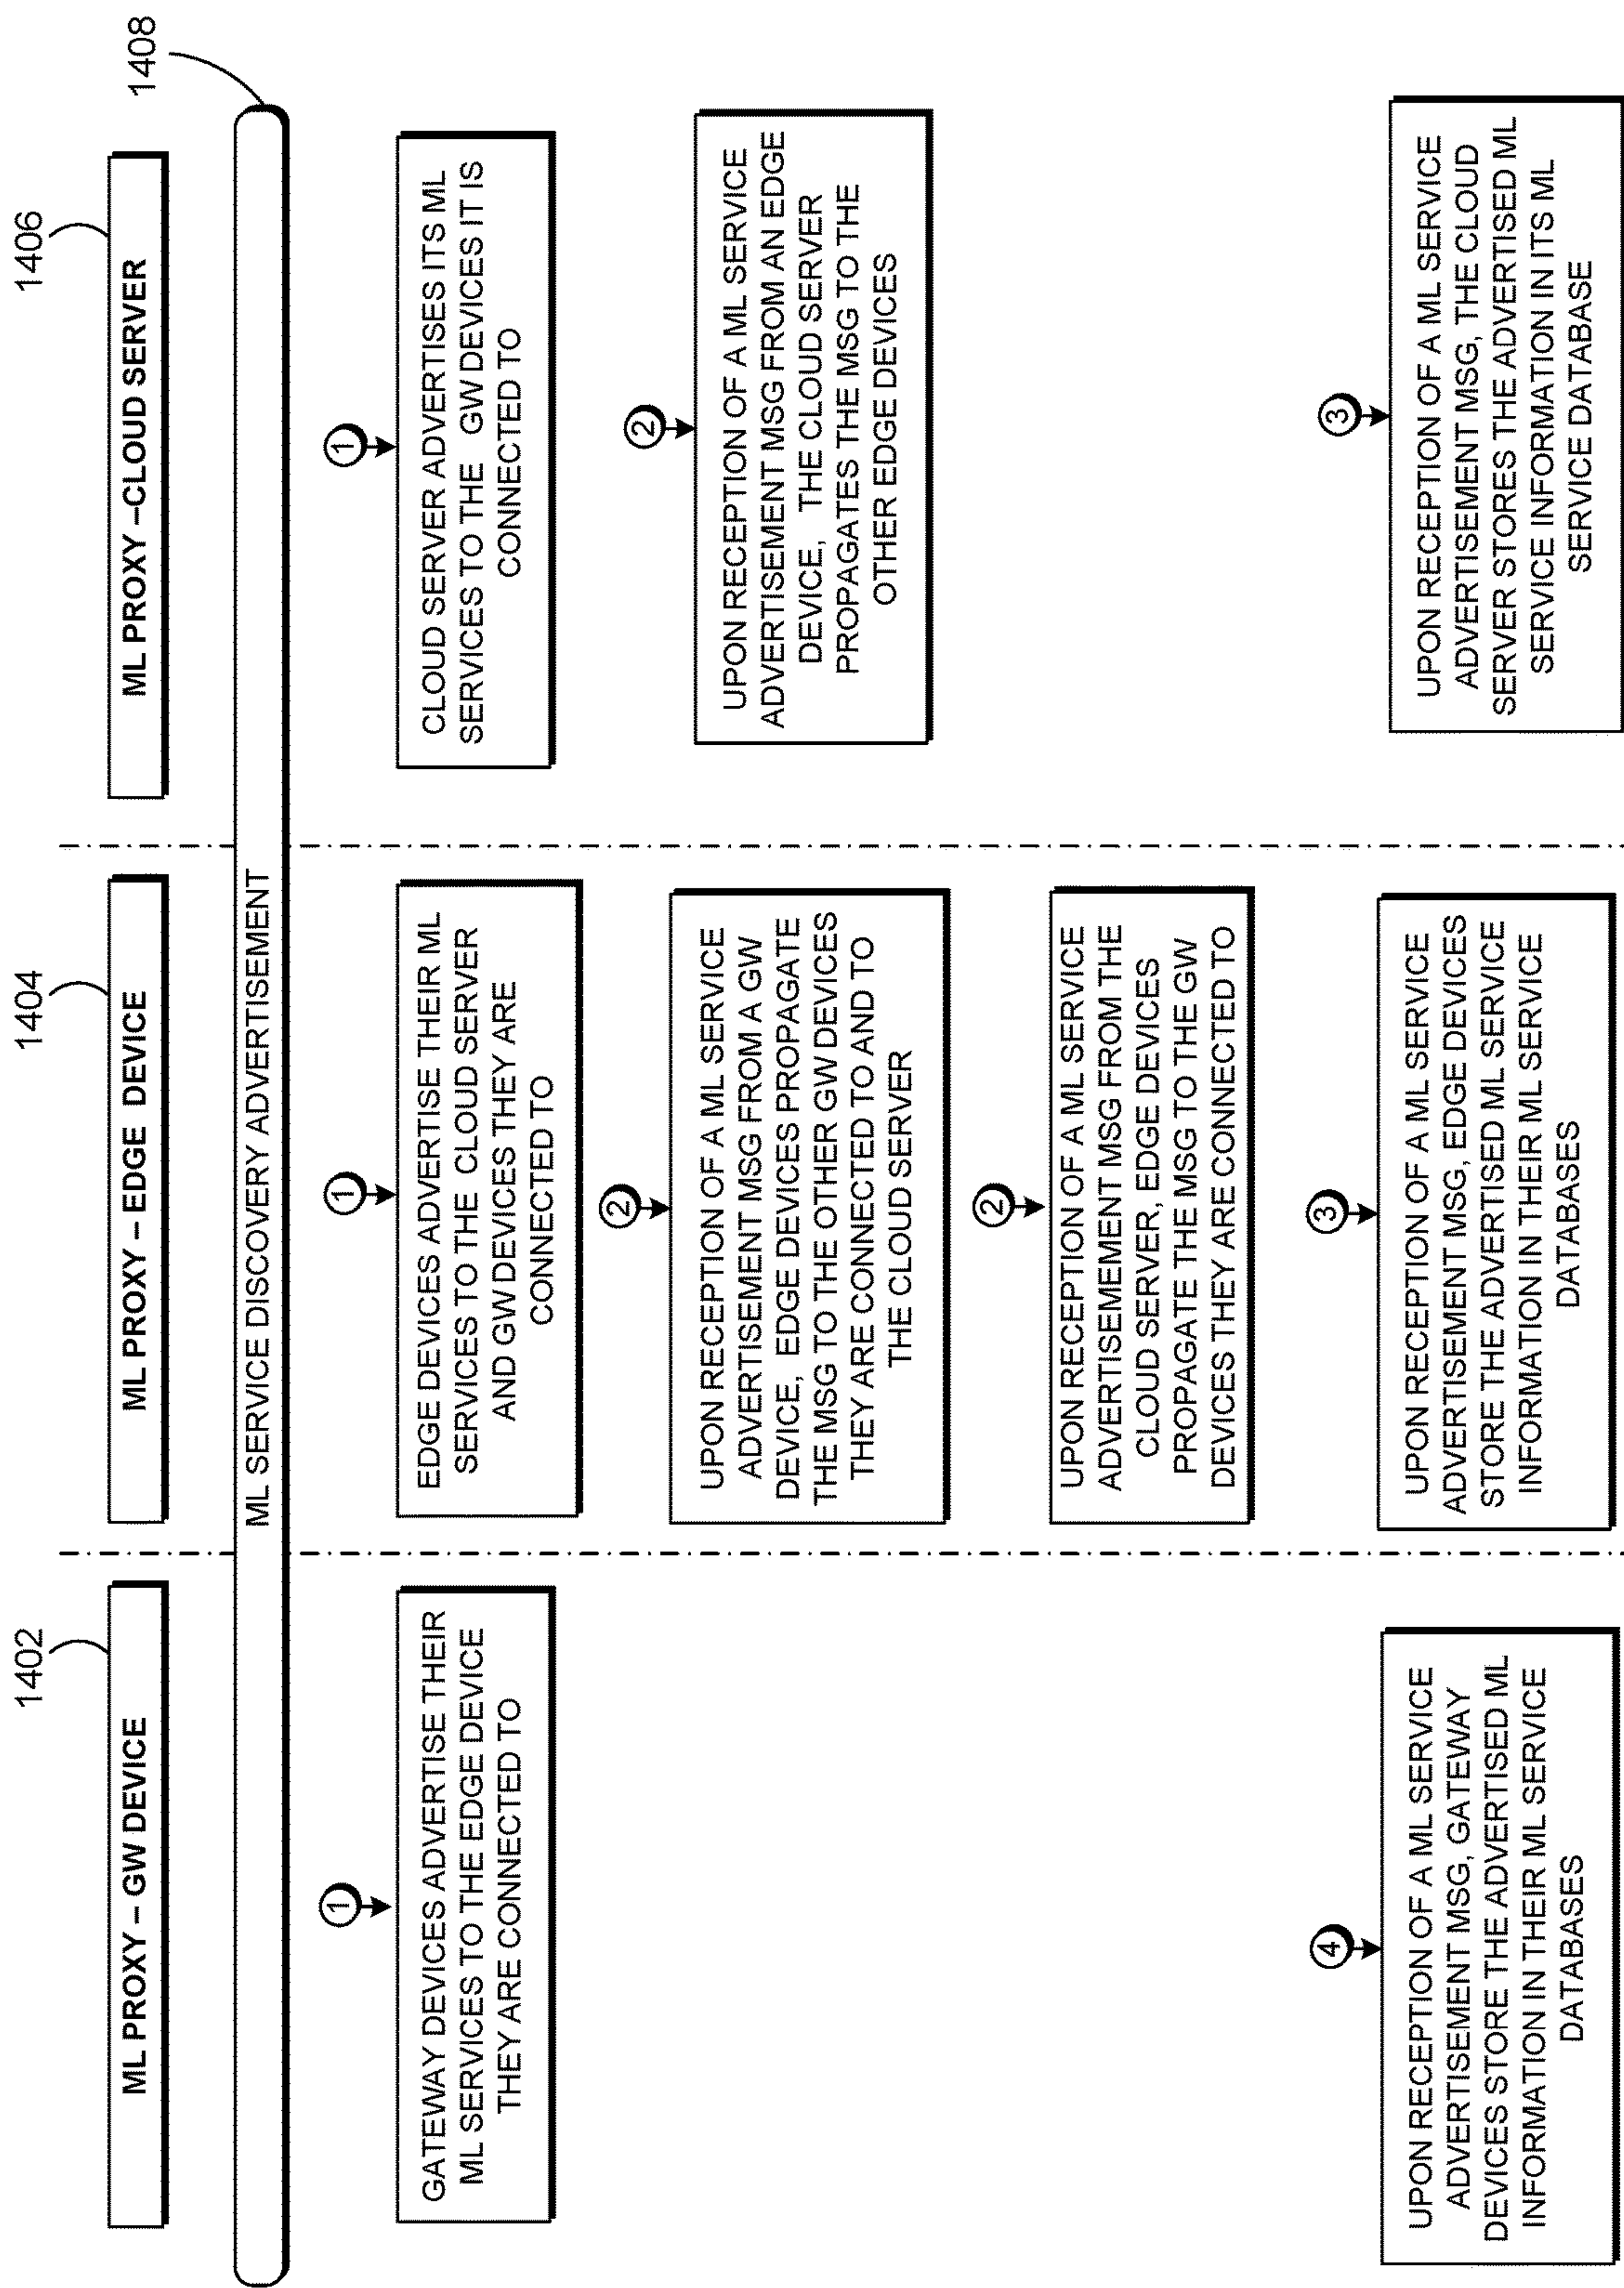 1402
1404
1406
ML PROXY – GW DEVICE
ML PROXY – EDGE DEVICE
ML PROXY –CLOUD SERVER
1408
ML SERVICE DISCOVERY ADVERTISEMENT
1
GATEWAY DEVICES ADVERTISE THEIR
ML SERVICES TO THE EDGE DEVICE
THEY ARE CONNECTED TO
1
EDGE DEVICES ADVERTISE THEIR ML
SERVICES TO THE CLOUD SERVER
AND GW DEVICES THEY ARE
CONNECTED TO
1
CLOUD SERVER ADVERTISES ITS ML
SERVICES TO THE GW DEVICES IT IS
CONNECTED TO
2
UPON RECEPTION OF A ML SERVICE
ADVERTISEMENT MSG FROM A GW
DEVICE, EDGE DEVICES PROPAGATE
THE MSG TO THE OTHER GW DEVICES
THEY ARE CONNECTED TO AND TO
THE CLOUD SERVER
2
UPON RECEPTION OF A ML SERVICE
ADVERTISEMENT MSG FROM AN EDGE
DEVICE, THE CLOUD SERVER
PROPAGATES THE MSG TO THE
OTHER EDGE DEVICES
2
UPON RECEPTION OF A ML SERVICE
ADVERTISEMENT MSG FROM THE
CLOUD SERVER, EDGE DEVICES
PROPAGATE THE MSG TO THE GW
DEVICES THEY ARE CONNECTED TO
4
UPON RECEPTION OF A ML SERVICE
ADVERTISEMENT MSG, GATEWAY
DEVICES STORE THE ADVERTISED ML
INFORMATION IN THEIR ML SERVICE
DATABASES
3
UPON RECEPTION OF A ML SERVICE
ADVERTISEMENT MSG, EDGE DEVICES
STORE THE ADVERTISED ML SERVICE
INFORMATION IN THEIR ML SERVICE
DATABASES
3
UPON RECEPTION OF A ML SERVICE
ADVERTISEMENT MSG, THE CLOUD
SERVER STORES THE ADVERTISED ML
SERVICE INFORMATION IN ITS ML
SERVICE DATABASE